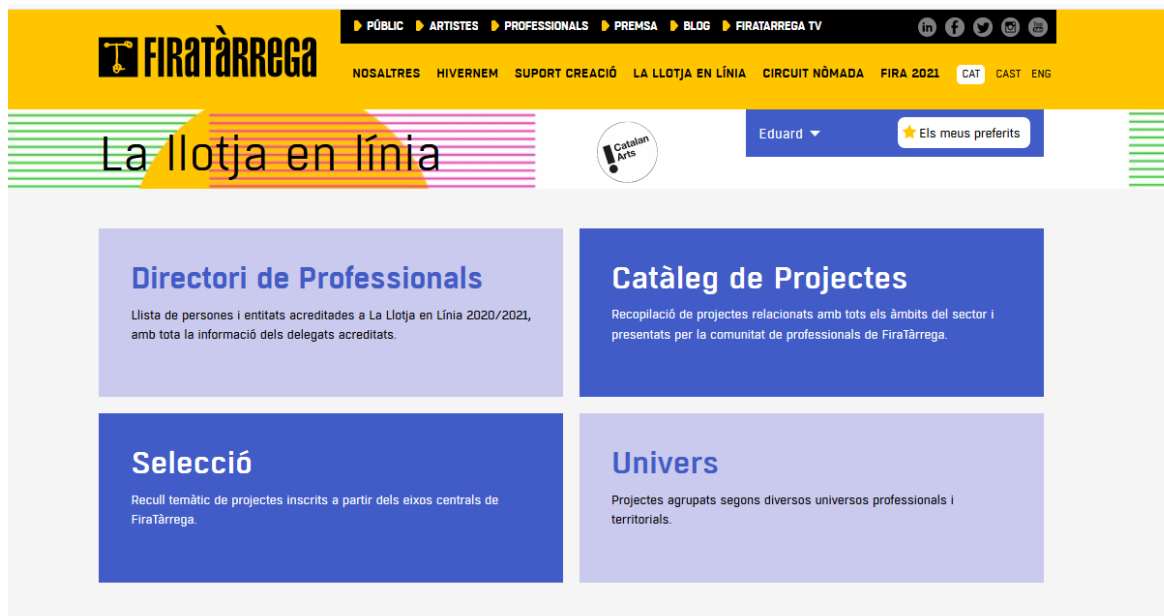 FIRATÀRREGA
PÚBLIC ARTISTES PROFESSIONALS PREMSA BLOG FIRATARREGA TV
NOSALTRES HIVERNEM SUPORT CREACIÓ LA LLOTJA EN LÍNIA CIRCUIT NÒMADA FIRA 2021 CAT CAST ENG
La llotja en línia
Catalan
Arts
Eduard
Els meus preferits
Directori de Professionals
Llista de persones i entitats acreditades a La Llotja en Línia 2020/2021,
amb tota la informació dels delegats acreditats.
Catàleg de Projectes
Recopilació de projectes relacionats amb tots els àmbits del sector i
presentats per la comunitat de professionals de FiraTàrrega.
Selecció
Recull temàtic de projectes inscrits a partir dels eixos centrals de
FiraTàrrega.
Univers
Projectes agrupats segons diversos universos professionals i
territorials.